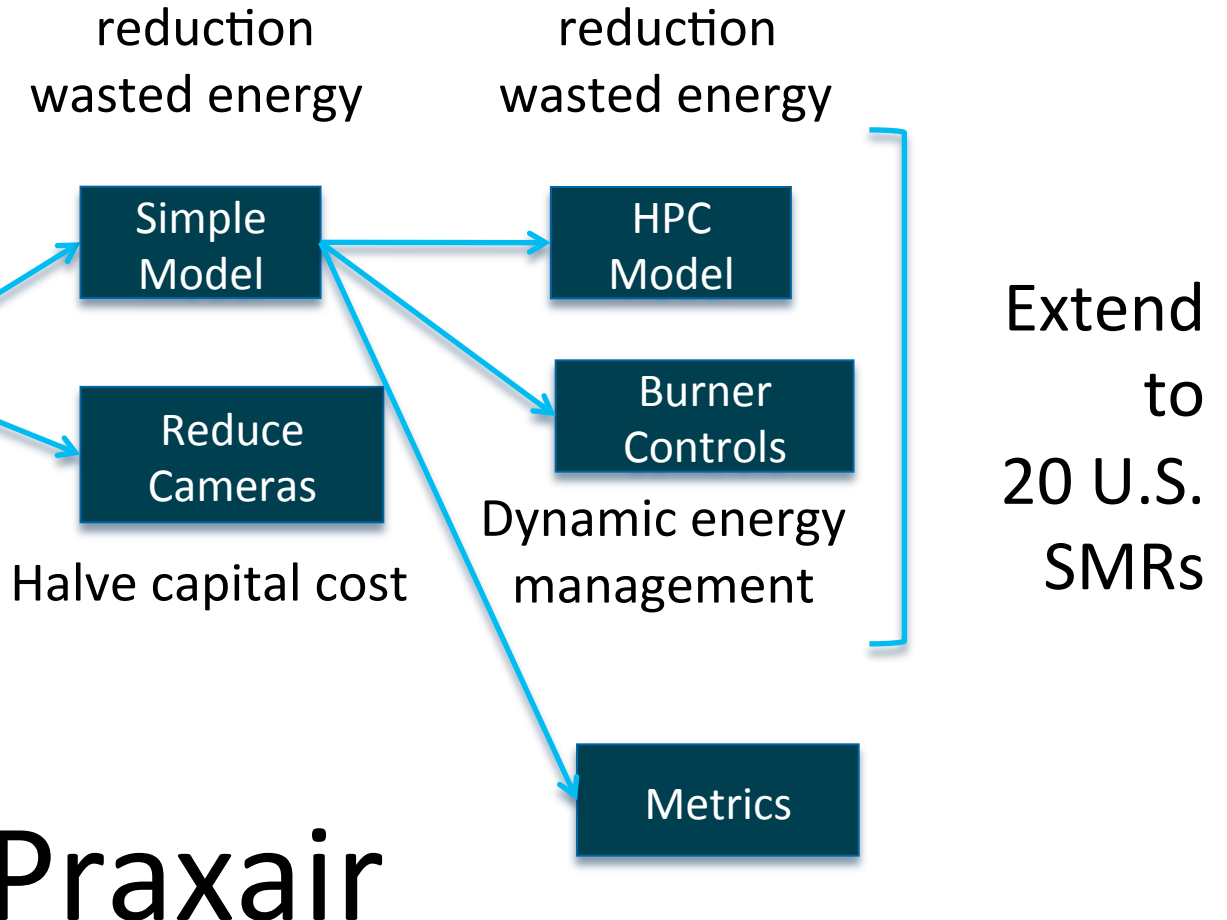 reduction
wasted energy
reduction
wasted energy
Simple
Model
HPC
Model
Reduce
Cameras
Halve capital cost
Burner
Controls
Dynamic energy
management
Extend
to
20 U.S.
SMRs
Metrics
Praxair